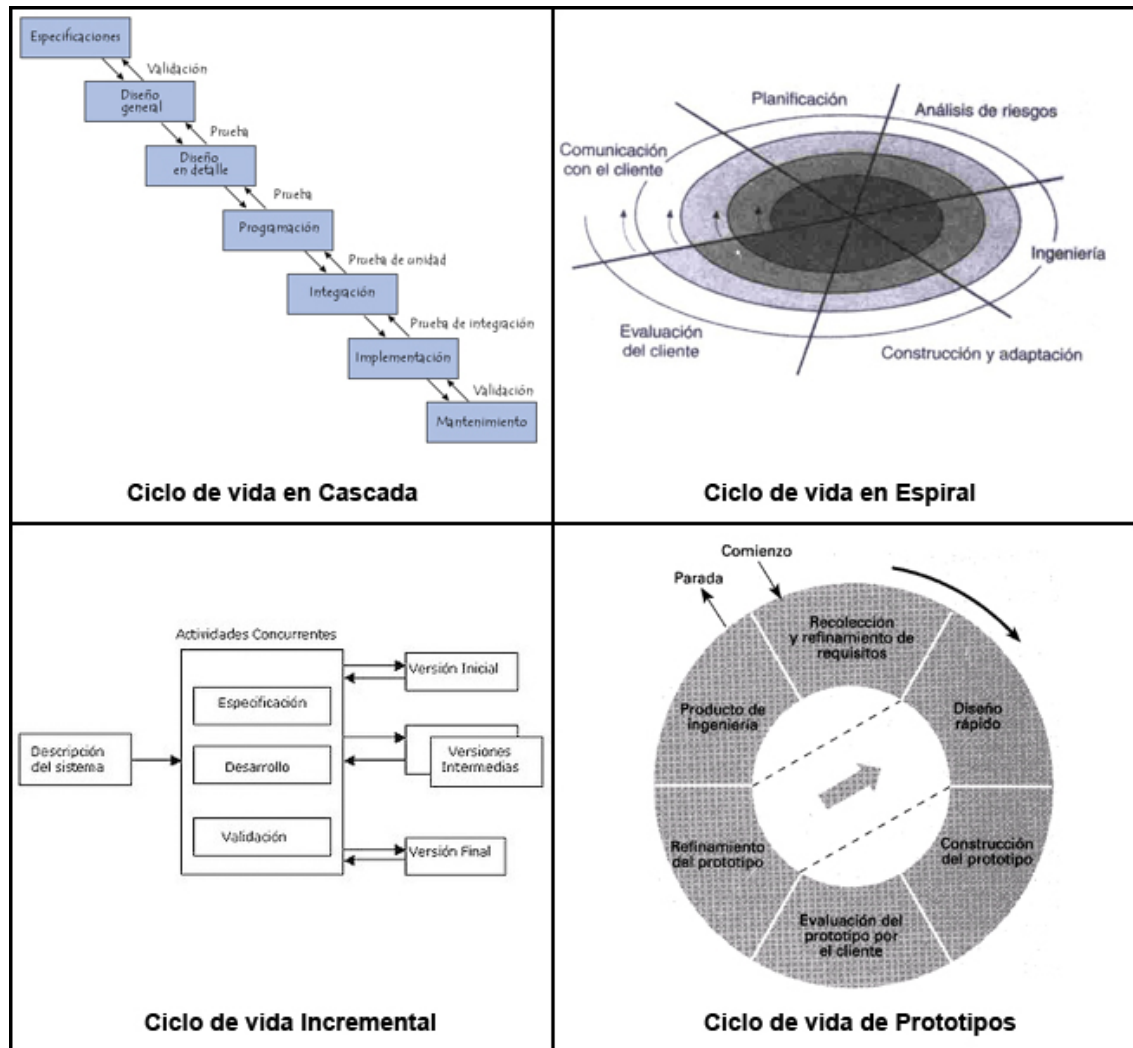 Especificaciones
Validación
Diseño
general
Prueba
Diseño
en detalle
Prueba
Programación
Prueba de unidad
Integración
Prueba de integración
Implementación
Validación
Mantenimiento
Ciclo de vida en Cascada
Planificación
Análisis de riesgos
Comunicación
con el cliente
Ingeniería
Evaluación
del cliente
Construcción y adaptación
Ciclo de vida en Espiral
Actividades Concurrentes
Versión Inicial
Especificación
Descripción
del sistema
Desarrollo
Versiones
Intermedias
Validación
Versión Final
Ciclo de vida Incremental
Comienzo
Parada
Recolección
y refinamiento de
requisitos
Producto de
ingeniería
Diseño
rápido
Refinamiento
del prototipo
Construcción
del prototipo
Evaluación del
prototipo por
el cliente
Ciclo de vida de Prototipos